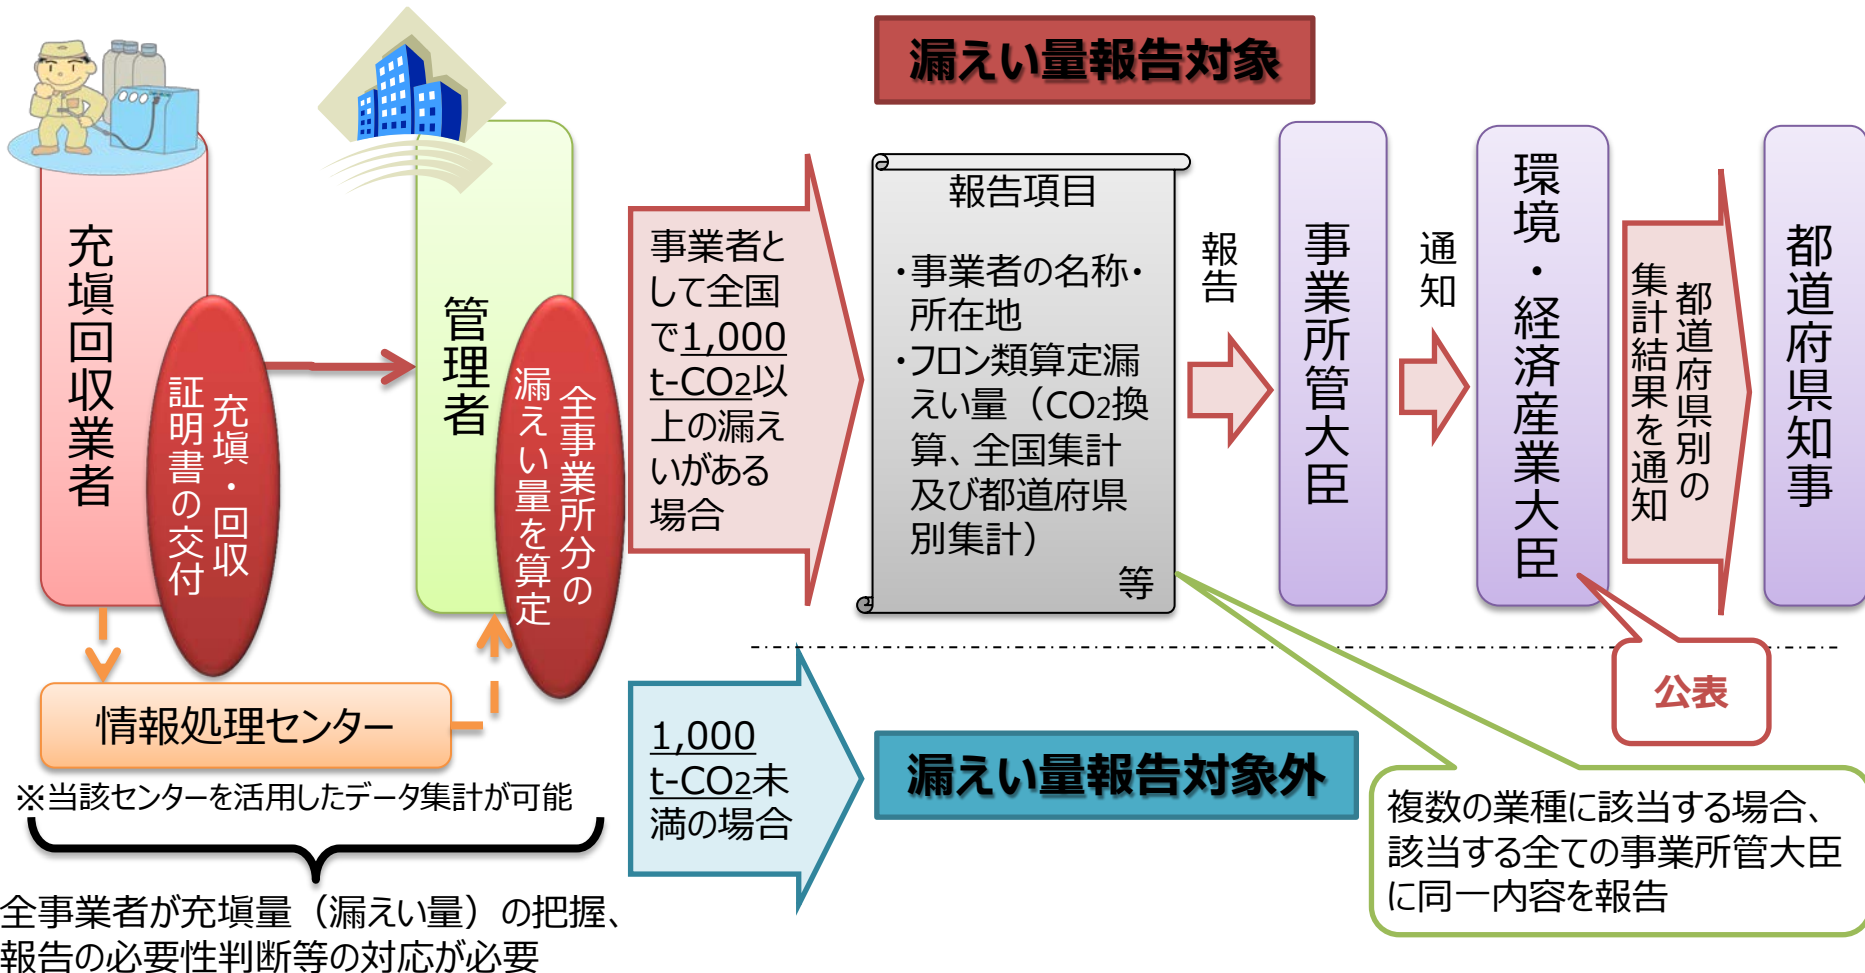 漏えい量報告対象
充塡回収業者
充塡・回収
証明書の交付
管理者
全事業所分の
漏えい量を算定
事業者と
して全国
で1,000
t-CO2以
上の漏え
いがある
場合
報告項目
・事業者の名称・
所在地
・フロン類算定漏
えい量（CO2換
算、全国集計
及び都道府県
別集計）
等
報告
事業所管大臣
通知
環境・経済産業大臣
都道府県別の
集計結果を通知
都道府県知事
公表
情報処理センター
※当該センターを活用したデータ集計が可能
全事業者が充塡量（漏えい量）の把握、
報告の必要性判断等の対応が必要
1,000
t-CO2未
満の場合
漏えい量報告対象外
複数の業種に該当する場合、
該当する全ての事業所管大臣
に同一内容を報告